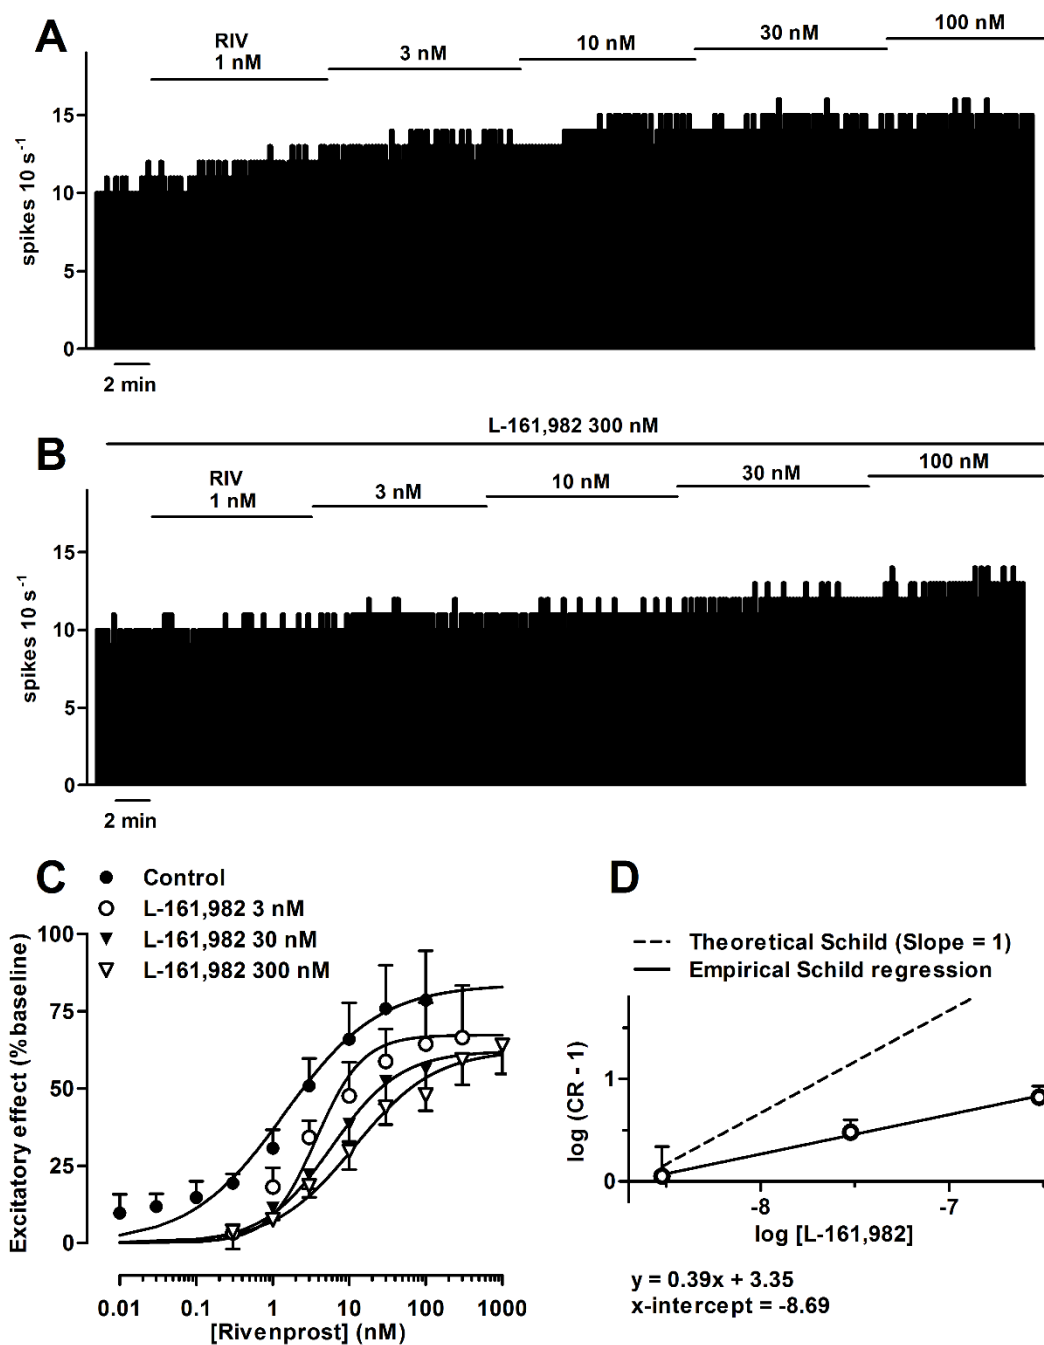 A
RIV
1 nM
3 nM
10 nM
30 nM
100 nM
spikes 10 s⁻¹
15
10
5
0
2 min
B
L-161,982 300 nM
RIV
1 nM
3 nM
10 nM
30 nM
100 nM
spikes 10 s⁻¹
15
10
5
0
2 min
C
Control
L-161,982 3 nM
L-161,982 30 nM
L-161,982 300 nM
Excitatory effect (% baseline)
100
75
50
25
0
0.01 0.1 1 10 100 1000
[Rivenprost] (nM)
D
Theoretical Schild (Slope = 1)
Empirical Schild regression
log (CR - 1)
1
0
-8 -7
log [L-161,982]
y = 0.39x + 3.35
x-intercept = -8.69